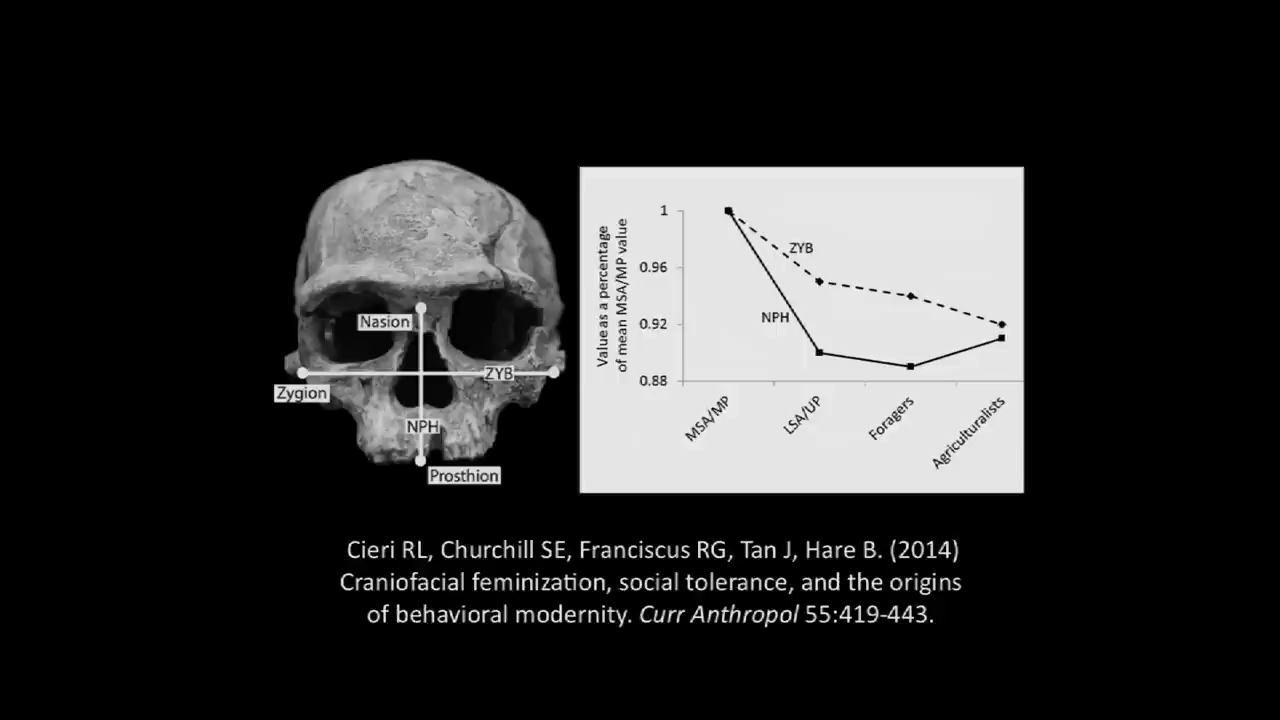 Nasion
ZYB
Zygion
NPH
Prosthion
Value as a percentage
of mean MSA/MP value
1
0.96
0.92
0.88
ZYB
NPH
MSA/MP
LSA/UP
Foragers
Agriculturalists
Cieri RL, Churchill SE, Franciscus RG, Tan J, Hare B. (2014)
Craniofacial feminization, social tolerance, and the origins
of behavioral modernity. Curr Anthropol 55:419-443.